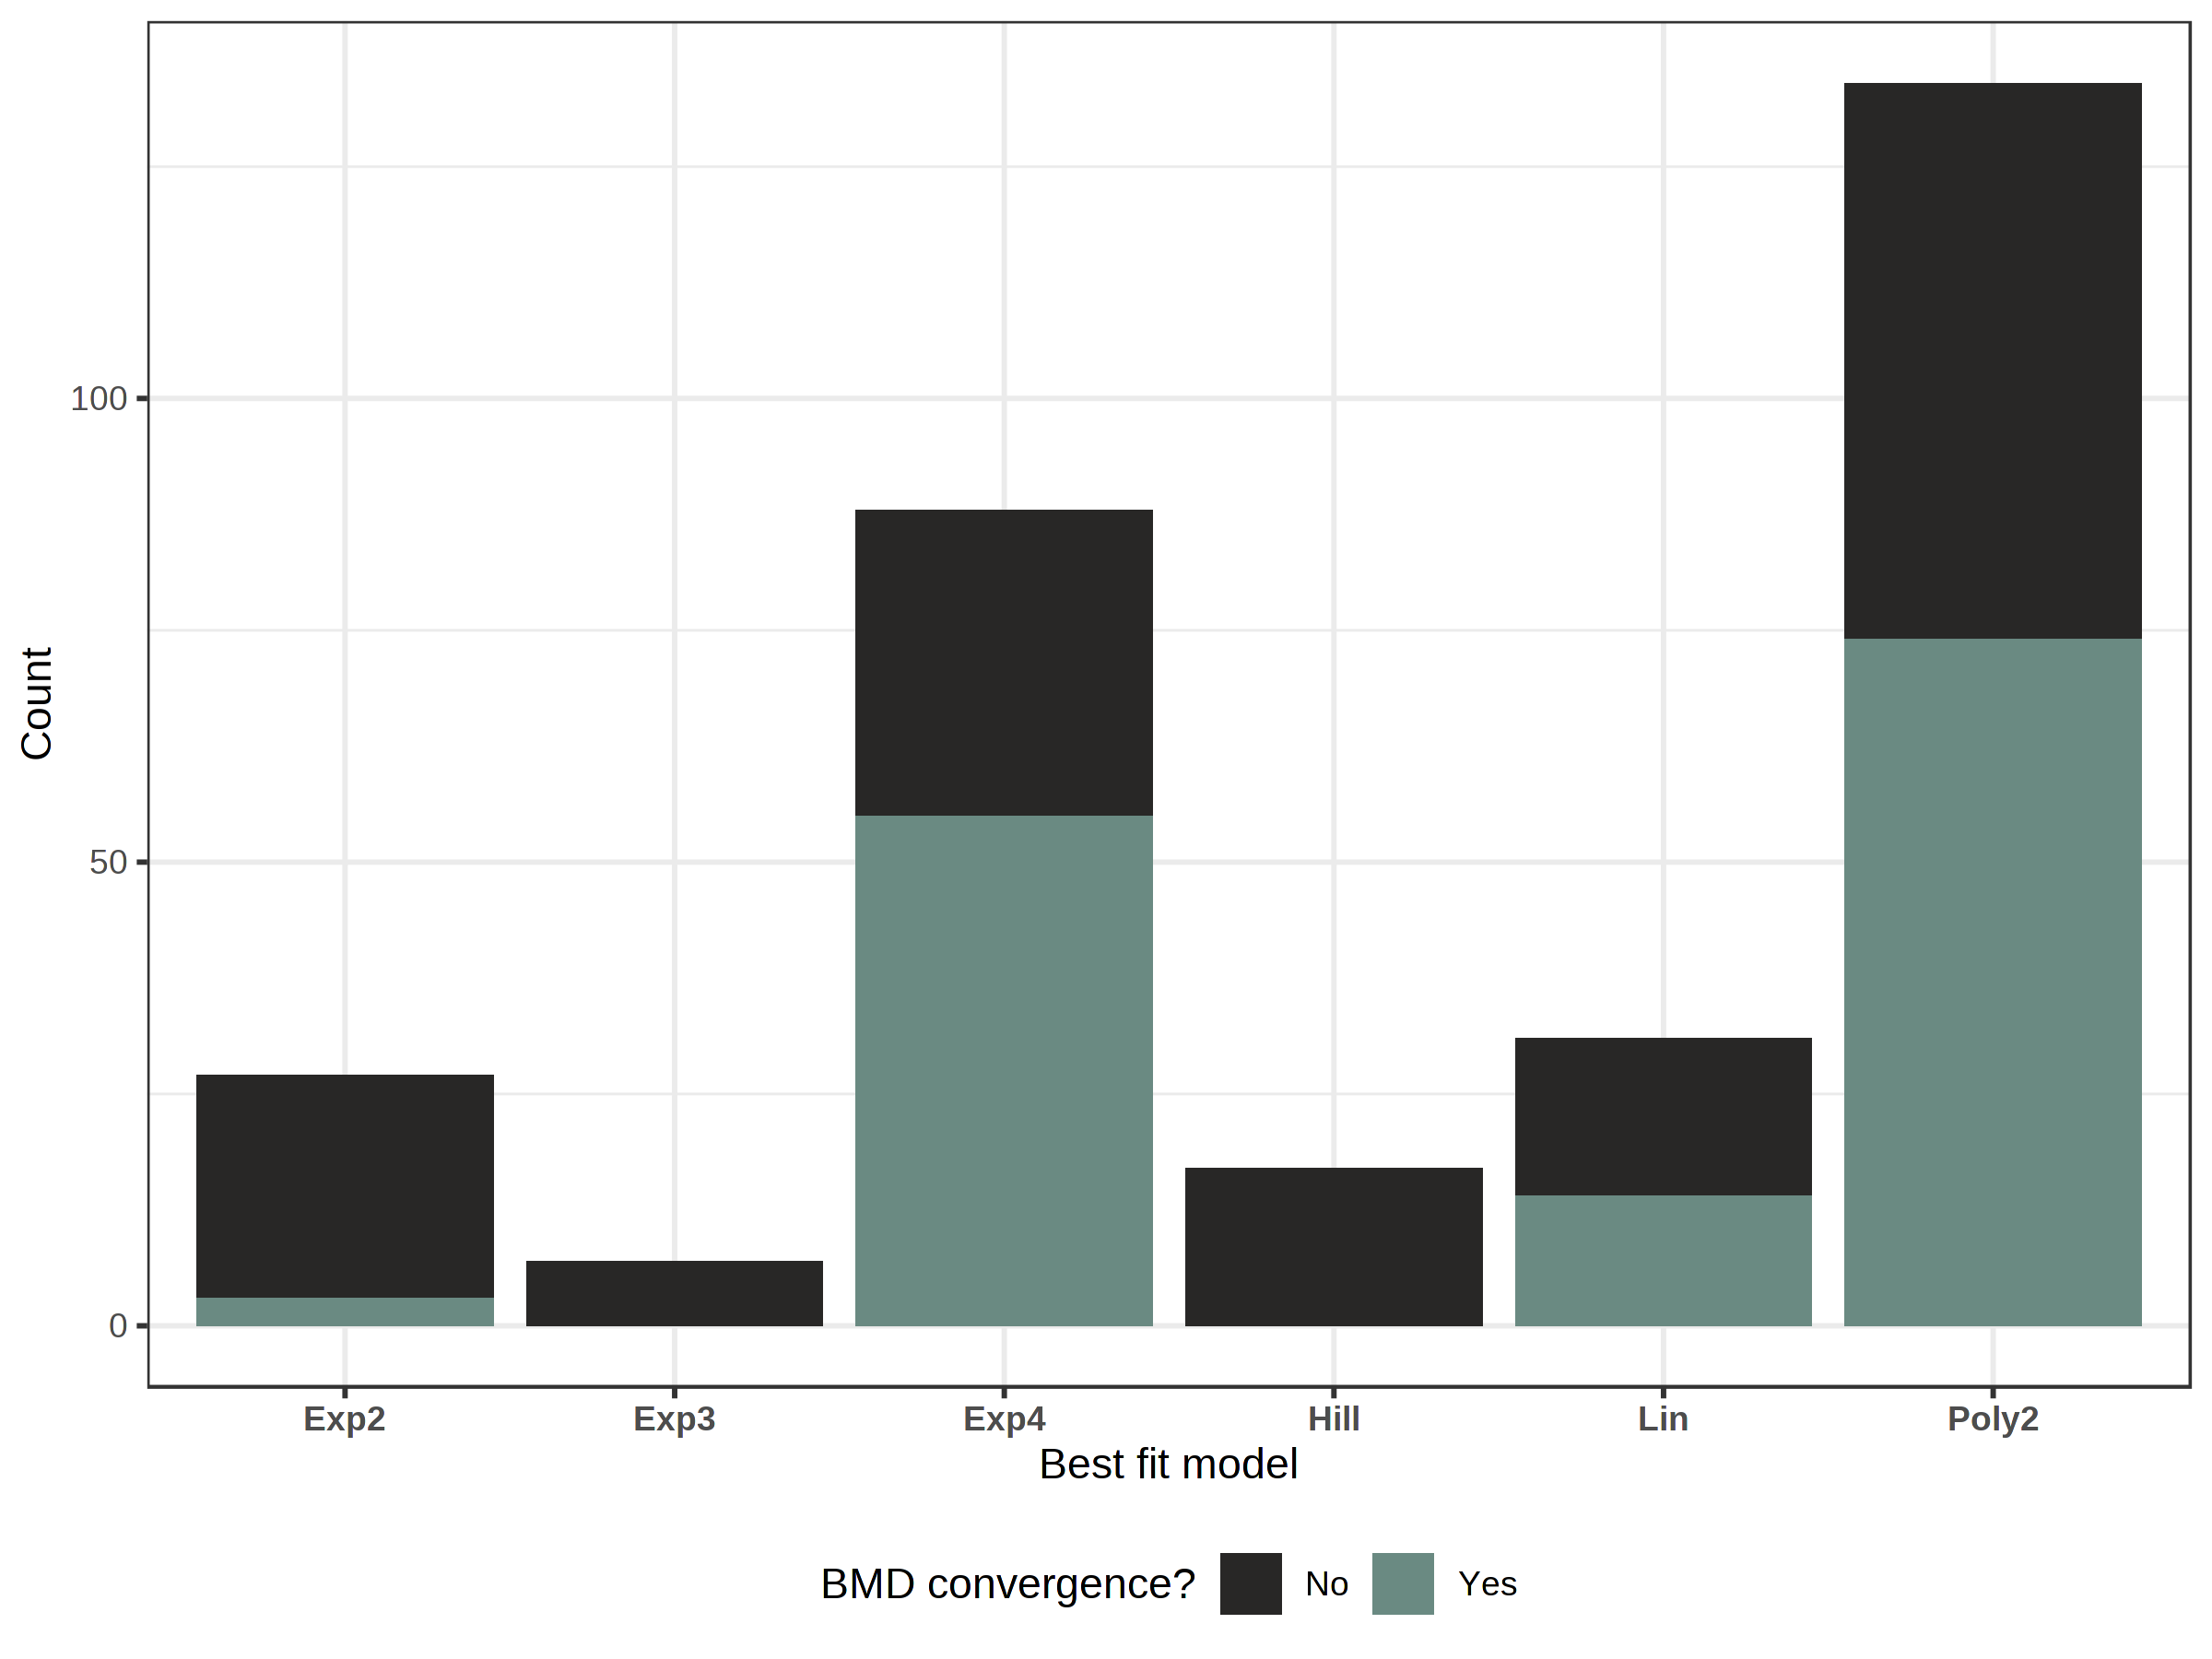 Count
100
50
0
Exp2 Exp3 Exp4 Hill Lin Poly2
Best fit model
BMD convergence? No Yes